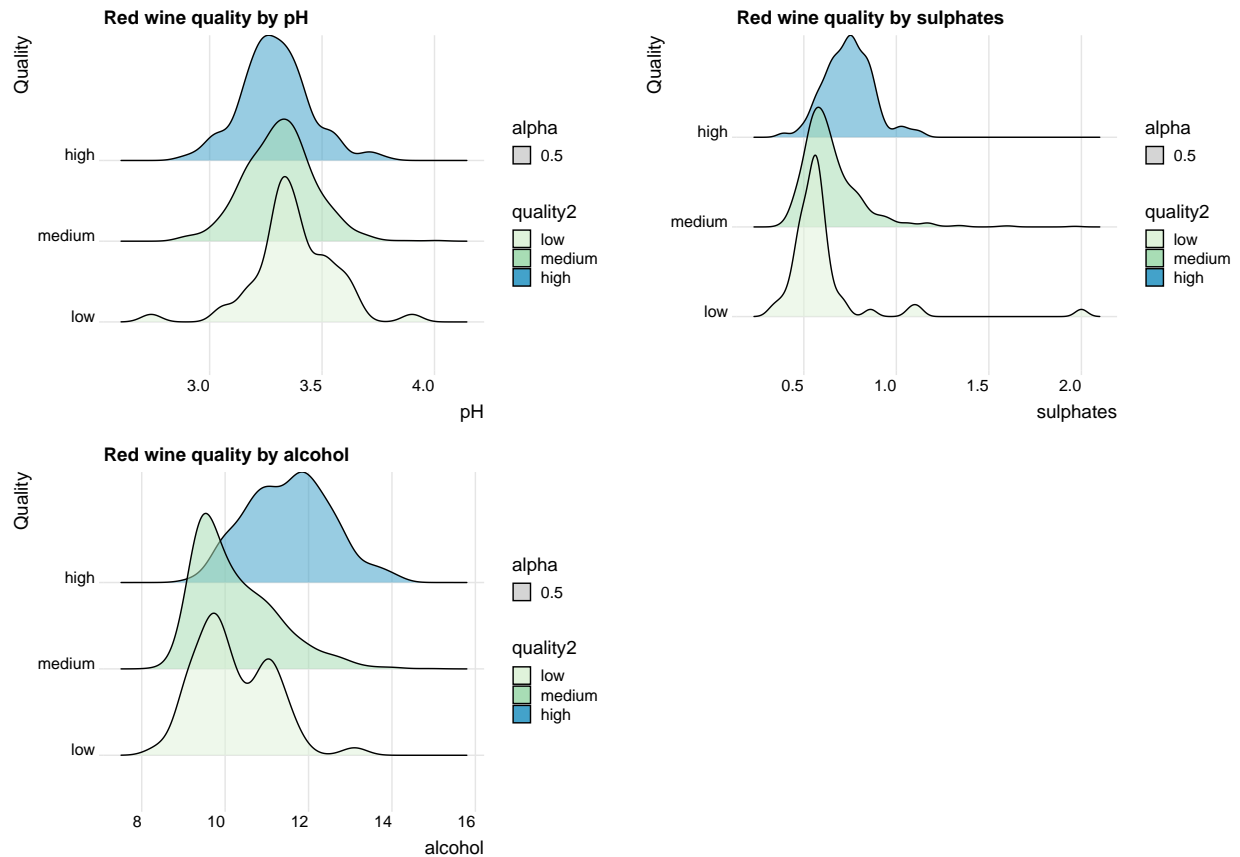 Red wine quality by pH
Quality
high
medium
low
3.0 3.5 4.0
pH
alpha
0.5
quality2
low
medium
high
Red wine quality by sulphates
Quality
high
medium
low
0.5 1.0 1.5 2.0
sulphates
alpha
0.5
quality2
low
medium
high
Red wine quality by alcohol
Quality
high
medium
low
8 10 12 14 16
alcohol
alpha
0.5
quality2
low
medium
high